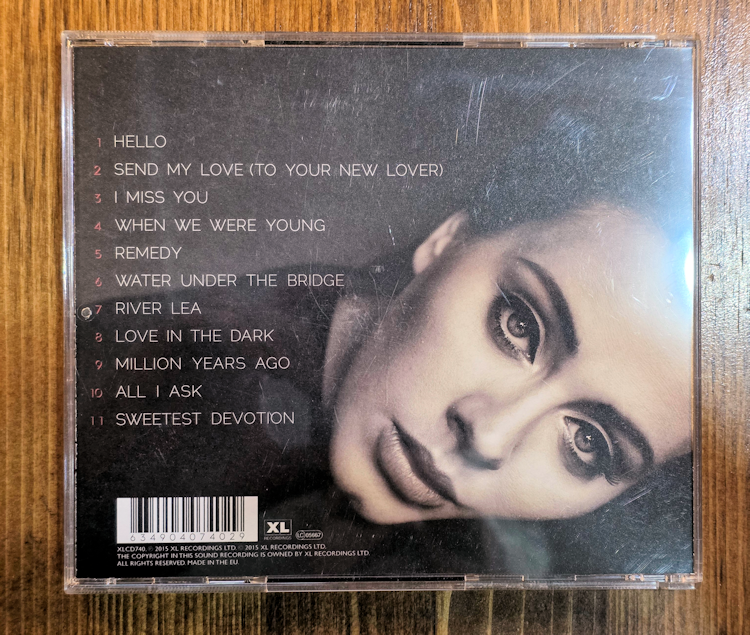 1 HELLO
2 SEND MY LOVE (TO YOUR NEW LOVER)
3 I MISS YOU
4 WHEN WE WERE YOUNG
5 REMEDY
6 WATER UNDER THE BRIDGE
7 RIVER LEA
8 LOVE IN THE DARK
9 MILLION YEARS AGO
10 ALL I ASK
11 SWEETEST DEVOTION
634904074029
XL
RECORDINGS
LC 05667
XLCD740. ℗ 2015 XL RECORDINGS LTD. © 2015 XL RECORDINGS LTD.
THE COPYRIGHT IN THIS SOUND RECORDING IS OWNED BY XL RECORDINGS LTD.
ALL RIGHTS RESERVED. MADE IN THE EU.